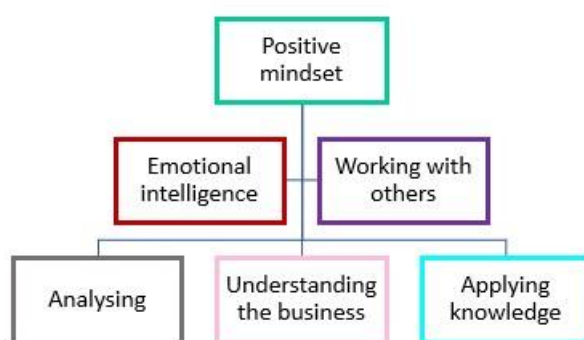 Positive
mindset
Emotional
intelligence
Working with
others
Analysing
Understanding
the business
Applying
knowledge